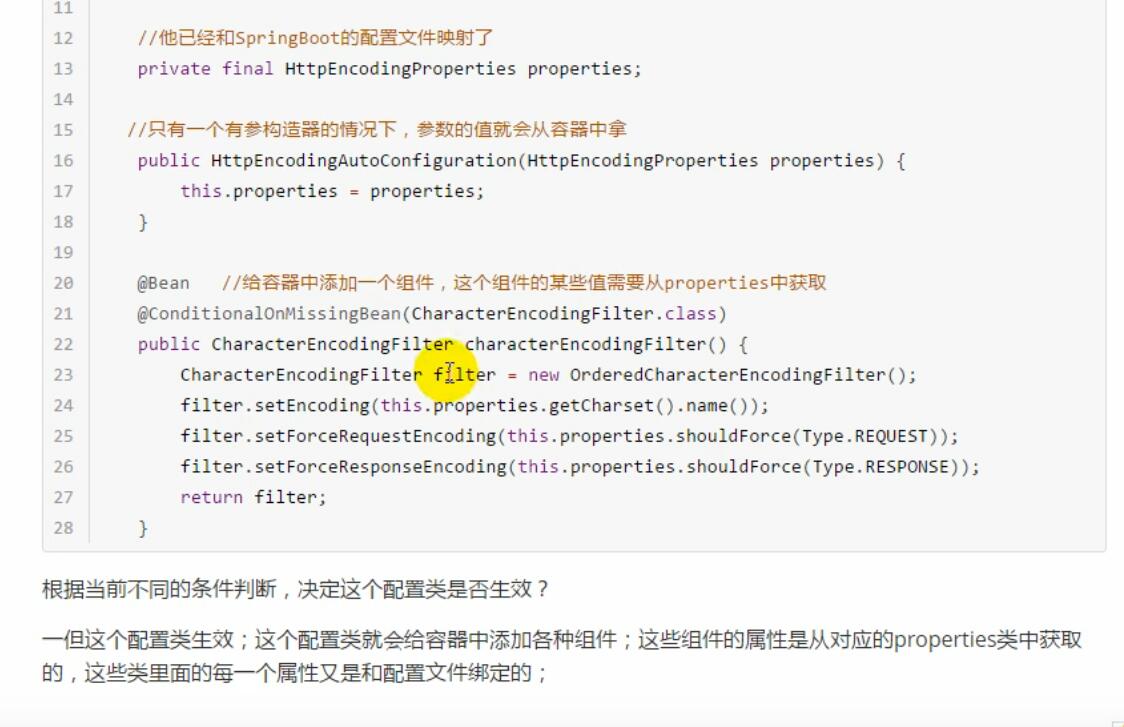 11
12 //他已经和SpringBoot的配置文件映射了
13 private final HttpEncodingProperties properties;
14
15 //只有一个有参构造器的情况下，参数的值就会从容器中拿
16 public HttpEncodingAutoConfiguration(HttpEncodingProperties properties) {
17 this.properties = properties;
18 }
19
20 @Bean //给容器中添加一个组件，这个组件的某些值需要从properties中获取
21 @ConditionalOnMissingBean(CharacterEncodingFilter.class)
22 public CharacterEncodingFilter characterEncodingFilter() {
23 CharacterEncodingFilter filter = new OrderedCharacterEncodingFilter();
24 filter.setEncoding(this.properties.getCharset().name());
25 filter.setForceRequestEncoding(this.properties.shouldForce(Type.REQUEST));
26 filter.setForceResponseEncoding(this.properties.shouldForce(Type.RESPONSE));
27 return filter;
28 }
根据当前不同的条件判断，决定这个配置类是否生效？
一但这个配置类生效；这个配置类就会给容器中添加各种组件；这些组件的属性是从对应的properties类中获取
的，这些类里面的每一个属性又是和配置文件绑定的；